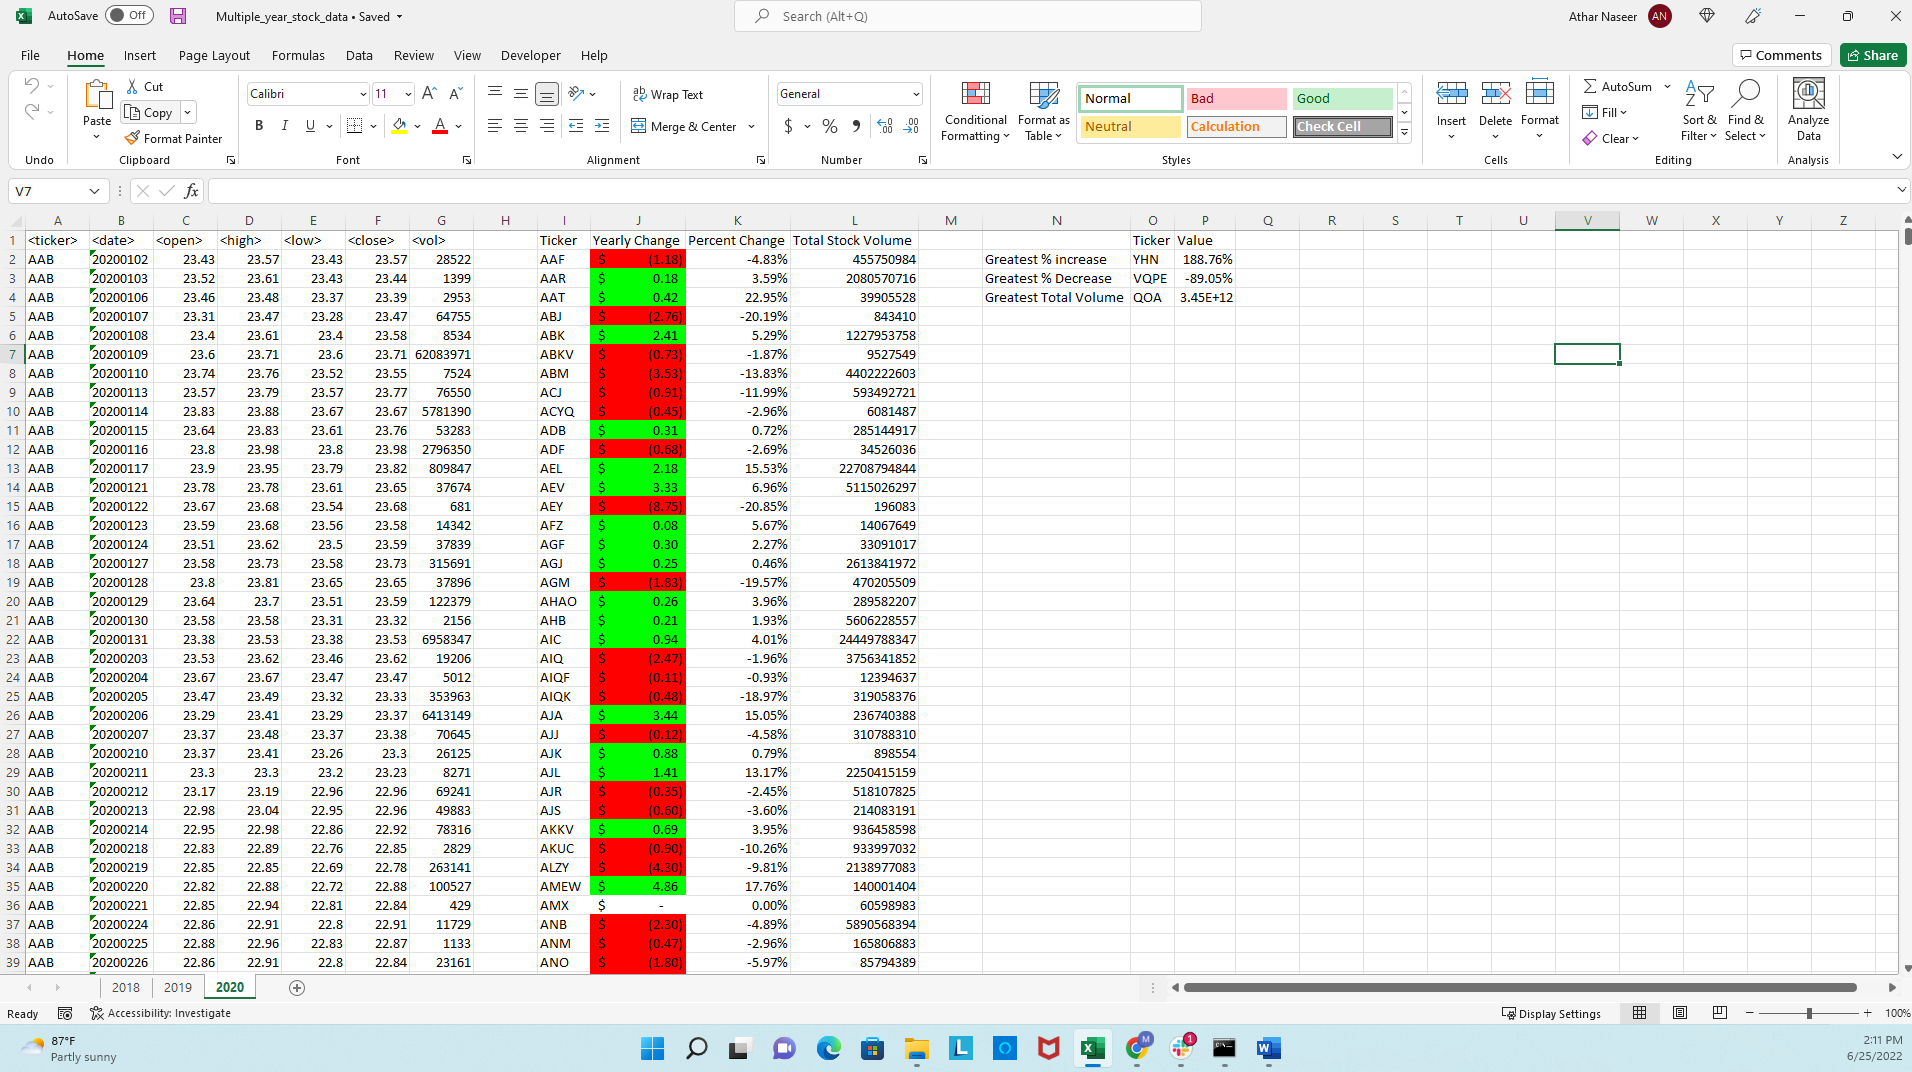 AutoSave Off Multiple_year_stock_data • Saved Search (Alt+Q) Athar Naseer AN
File Home Insert Page Layout Formulas Data Review View Developer Help Comments Share
Paste Cut Copy Format Painter
Calibri 11 B I U
Wrap Text Merge & Center
General $ % 9
Conditional Formatting Format as Table
Normal Bad Good
Neutral Calculation Check Cell
Insert Delete Format
AutoSum Fill Clear
Sort & Filter Find & Select Analyze Data
Undo Clipboard Font Alignment Number Styles Cells Editing Analysis
V7 fx
A B C D E F G H I J K L M N O P Q R S T U V W X Y Z
1 <ticker> <date> <open> <high> <low> <close> <vol> Ticker Yearly Change Percent Change Total Stock Volume Ticker Value
2 AAB 20200102 23.43 23.57 23.43 23.57 28522 AAF $ (1.18) -4.83% 455750984 Greatest % increase YHN 188.76%
3 AAB 20200103 23.52 23.61 23.43 23.44 1399 AAR $ 0.18 3.59% 2080570716 Greatest % Decrease VQPE -89.05%
4 AAB 20200106 23.46 23.48 23.37 23.39 2953 AAT $ 0.42 22.95% 39905528 Greatest Total Volume QOA 3.45E+12
5 AAB 20200107 23.31 23.47 23.28 23.47 64755 ABJ $ (2.76) -20.19% 843410
6 AAB 20200108 23.4 23.61 23.4 23.58 8534 ABK $ 2.41 5.29% 1227953758
7 AAB 20200109 23.6 23.71 23.6 23.71 62083971 ABKV $ (0.73) -1.87% 9527549
8 AAB 20200110 23.74 23.76 23.52 23.55 7524 ABM $ (3.53) -13.83% 4402222603
9 AAB 20200113 23.57 23.79 23.57 23.77 76550 ACJ $ (0.91) -11.99% 593492721
10 AAB 20200114 23.83 23.88 23.67 23.67 5781390 ACYQ $ (0.45) -2.96% 6081487
11 AAB 20200115 23.64 23.83 23.61 23.76 53283 ADB $ 0.31 0.72% 285144917
12 AAB 20200116 23.8 23.98 23.8 23.98 2796350 ADF $ (0.68) -2.69% 34526036
13 AAB 20200117 23.9 23.95 23.79 23.82 809847 AEL $ 2.18 15.53% 22708794844
14 AAB 20200121 23.78 23.78 23.61 23.65 37674 AEV $ 3.33 6.96% 5115026297
15 AAB 20200122 23.67 23.68 23.54 23.68 681 AEY $ (8.75) -20.85% 196083
16 AAB 20200123 23.59 23.68 23.56 23.58 14342 AFZ $ 0.08 5.67% 14067649
17 AAB 20200124 23.51 23.62 23.5 23.59 37839 AGF $ 0.30 2.27% 33091017
18 AAB 20200127 23.58 23.73 23.58 23.73 315691 AGJ $ 0.25 0.46% 2613841972
19 AAB 20200128 23.8 23.81 23.65 23.65 37896 AGM $ (1.83) -19.57% 470205509
20 AAB 20200129 23.64 23.7 23.51 23.59 122379 AHAO $ 0.26 3.96% 289582207
21 AAB 20200130 23.58 23.58 23.31 23.32 2156 AHB $ 0.21 1.93% 5606228557
22 AAB 20200131 23.38 23.53 23.38 23.53 6958347 AIC $ 0.94 4.01% 24449788347
23 AAB 20200203 23.53 23.62 23.46 23.62 19206 AIQ $ (2.47) -1.96% 3756341852
24 AAB 20200204 23.67 23.67 23.47 23.47 5012 AIQF $ (0.11) -0.93% 12394637
25 AAB 20200205 23.47 23.49 23.32 23.33 353963 AIQK $ (0.48) -18.97% 319058376
26 AAB 20200206 23.29 23.41 23.29 23.37 6413149 AJA $ 3.44 15.05% 236740388
27 AAB 20200207 23.37 23.48 23.37 23.38 70645 AJJ $ (0.12) -4.58% 310788310
28 AAB 20200210 23.37 23.41 23.26 23.3 26125 AJK $ 0.88 0.79% 898554
29 AAB 20200211 23.3 23.3 23.2 23.23 8271 AJL $ 1.41 13.17% 2250415159
30 AAB 20200212 23.17 23.19 22.96 22.96 69241 AJR $ (0.35) -2.45% 518107825
31 AAB 20200213 22.98 23.04 22.95 22.96 49883 AJS $ (0.60) -3.60% 214083191
32 AAB 20200214 22.95 22.98 22.86 22.92 78316 AKKV $ 0.69 3.95% 936458598
33 AAB 20200218 22.83 22.89 22.76 22.85 2829 AKUC $ (0.90) -10.26% 933997032
34 AAB 20200219 22.85 22.85 22.69 22.78 263141 ALZY $ (4.30) -9.81% 2138977083
35 AAB 20200220 22.82 22.88 22.72 22.88 100527 AMEW $ 4.86 17.76% 140001404
36 AAB 20200221 22.85 22.94 22.81 22.84 429 AMX $ - 0.00% 60598983
37 AAB 20200224 22.86 22.91 22.8 22.91 11729 ANB $ (2.30) -4.89% 5890568394
38 AAB 20200225 22.88 22.96 22.83 22.87 1133 ANM $ (0.47) -2.96% 165806883
39 AAB 20200226 22.86 22.91 22.8 22.84 23161 ANO $ (1.80) -5.97% 85794389
2018 2019 2020
Ready Accessibility: Investigate Display Settings 100%
87°F
Partly sunny
2:11 PM
6/25/2022